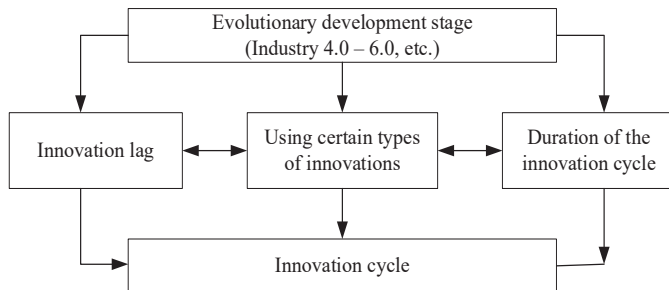 Evolutionary development stage
(Industry 4.0 – 6.0, etc.)
Innovation lag
Using certain types
of innovations
Duration of the
innovation cycle
Innovation cycle